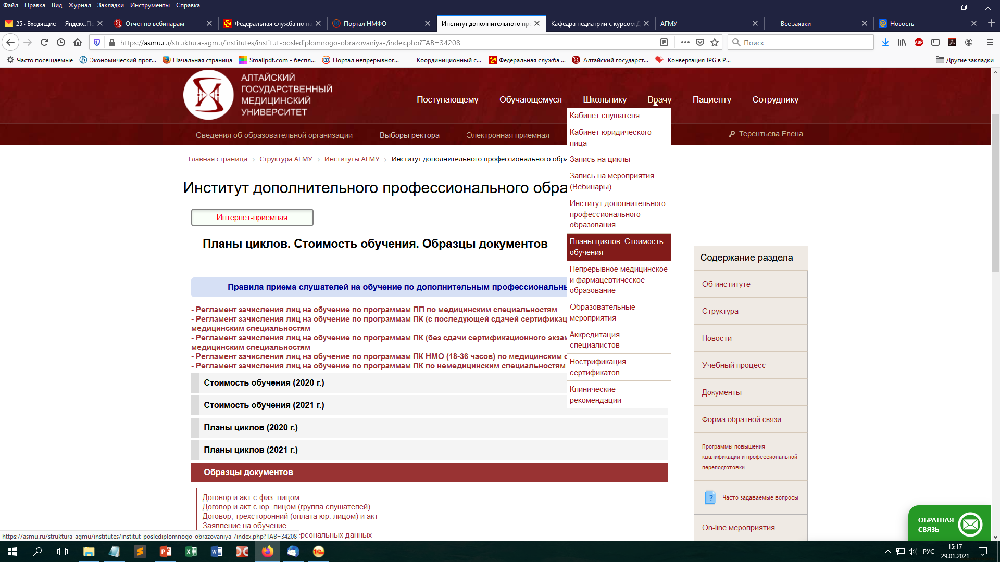 Файл Правка Вид Журнал Закладки Инструменты Справка
25 · Входящие — Яндекс.По
Отчет по вебинарам
Федеральная служба по на
Портал НМФО
Институт дополнительного пр
Кафедра педиатрии с курсом Д
АГМУ
Все заявки
Новость
https://asmu.ru/struktura-agmu/institutes/institut-poslediplomnogo-obrazovaniya-/index.php?TAB=34208
Поиск
ABP
Часто посещаемые
Экономический прог...
Начальная страница
Smallpdf.com - беспл...
Портал непрерывног...
Координационный с...
Федеральная служба ...
Алтайский государст...
Конвертация JPG в P...
Другие закладки
АЛТАЙСКИЙ
ГОСУДАРСТВЕННЫЙ
МЕДИЦИНСКИЙ
УНИВЕРСИТЕТ
Поступающему Обучающемуся Школьнику Врачу Пациенту Сотруднику
Сведения об образовательной организации Выборы ректора Электронная приемная
Терентьева Елена
Кабинет слушателя
Кабинет юридического
лица
Запись на циклы
Запись на мероприятия
(Вебинары)
Институт дополнительного
профессионального
образования
Планы циклов. Стоимость
обучения
Непрерывное медицинское
и фармацевтическое
образование
Образовательные
мероприятия
Аккредитация
специалистов
Нострификация
сертификатов
Клинические
рекомендации
Главная страница › Структура АГМУ › Институты АГМУ › Институт дополнительного профессионального обра
Институт дополнительного профессионального обра
Интернет-приемная
Планы циклов. Стоимость обучения. Образцы документов
Правила приема слушателей на обучение по дополнительным профессиональнь
- Регламент зачисления лиц на обучение по программам ПП по медицинским специальностям
- Регламент зачисления лиц на обучение по программам ПК (с последующей сдачей сертификац
медицинским специальностям
- Регламент зачисления лиц на обучение по программам ПК (без сдачи сертификационного экзам
медицинским специальностям
- Регламент зачисления лиц на обучение по программам ПК НМО (18-36 часов) по медицинским с
- Регламент зачисления лиц на обучение по программам ПК по немедицинским специальностям
Стоимость обучения (2020 г.)
Стоимость обучения (2021 г.)
Планы циклов (2020 г.)
Планы циклов (2021 г.)
Образцы документов
Договор и акт с физ. лицом
Договор и акт с юр. лицом (группа слушателей)
Договор, трехсторонний (оплата юр. лицом) и акт
Заявление на обучение
рсональных данных
Содержание раздела
Об институте
Структура
Новости
Учебный процесс
Документы
Форма обратной связи
Программы повышения
квалификации и профессиональной
переподготовки
Часто задаваемые вопросы
On-line мероприятия
ОБРАТНАЯ
СВЯЗЬ
https://asmu.ru/struktura-agmu/institutes/institut-poslediplomnogo-obrazovaniya-/index.php?TAB=34208
РУС
15:17
29.01.2021